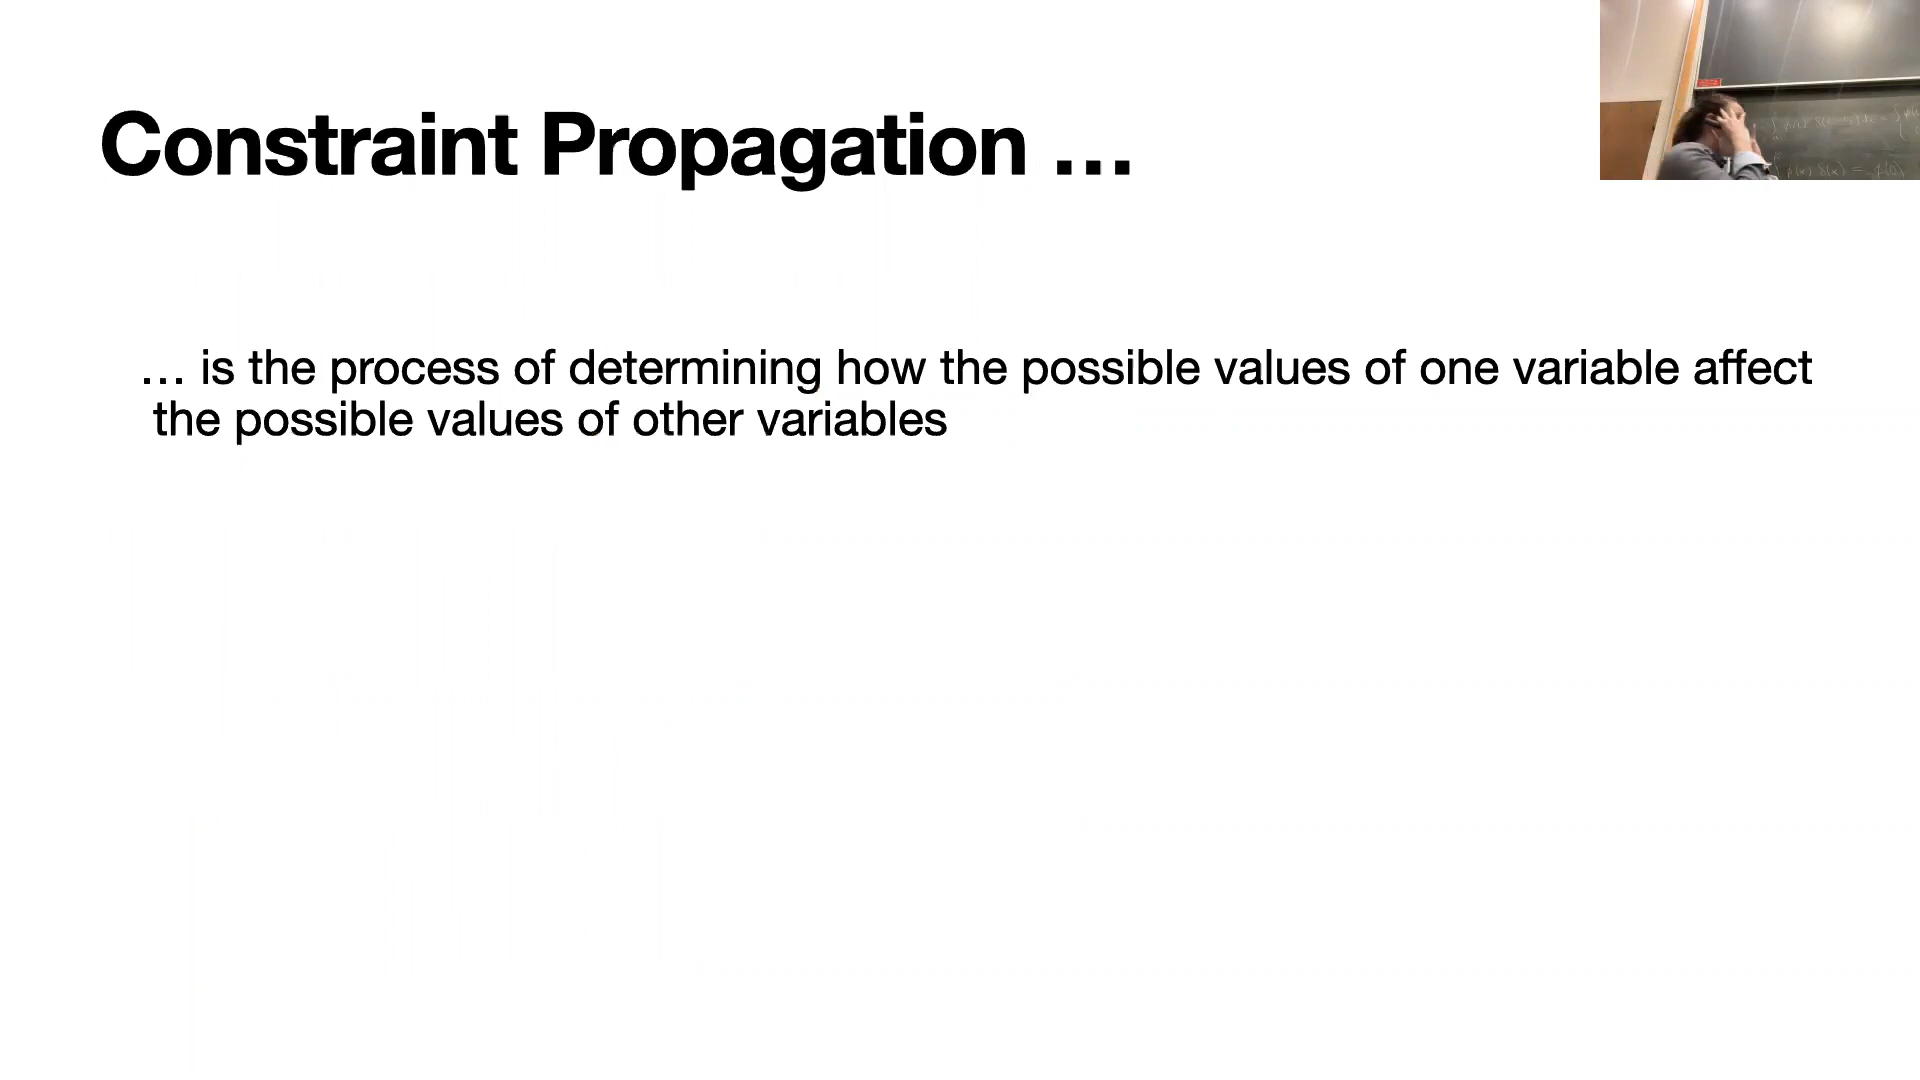 Constraint Propagation …
… is the process of determining how the possible values of one variable affect
the possible values of other variables